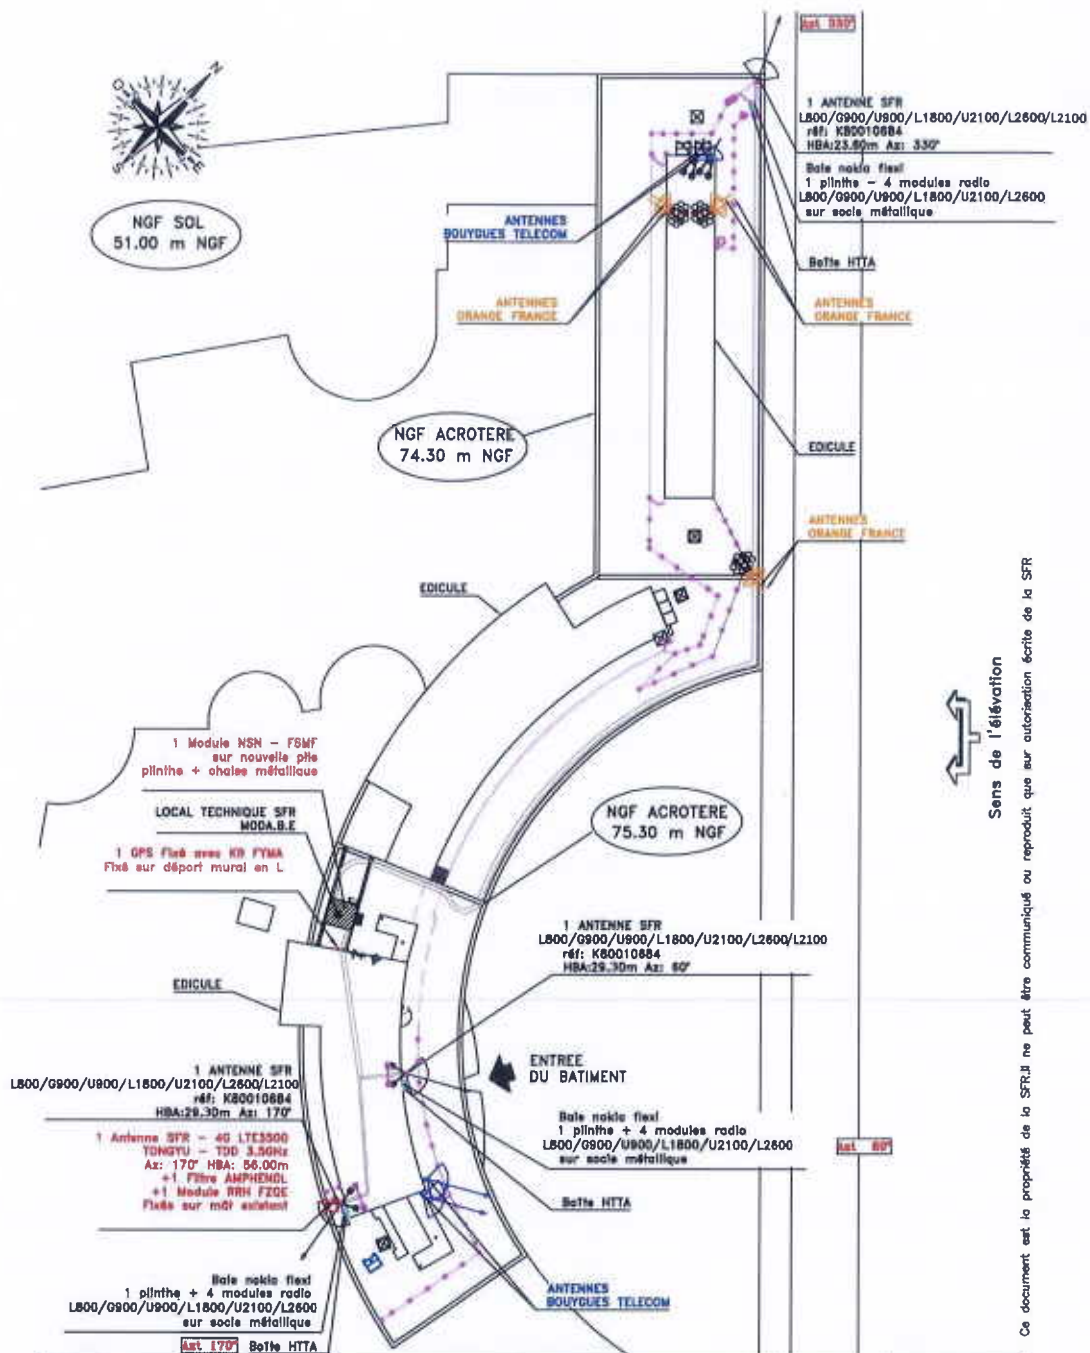 Azt 330°
1 ANTENNE SFR
L800/G900/U900/L1800/U2100/L2600/L2100
réf: K80010684
HBA:23.60m Az: 330°
Baie nokia flexi
1 plinthe - 4 modules radio
L800/G900/U900/L1800/U2100/L2600
sur socle métallique
Boîte HTTA
N
O
S
E
NGF SOL
51.00 m NGF
ANTENNES
BOUYGUES TELECOM
ANTENNES
ORANGE FRANCE
ANTENNES
ORANGE FRANCE
NGF ACROTERE
74.30 m NGF
EDICULE
ANTENNES
ORANGE FRANCE
EDICULE
Sens de l'élévation
Ce document est la propriété de la SFR.Il ne peut être communiqué ou reproduit que sur autorisation écrite de la SFR
1 Module NSN - FSMF
sur nouvelle pile
plinthe + chaise métallique
LOCAL TECHNIQUE SFR
MODA.B.E
1 GPS Fixé avec Kit FYMA
Fixé sur déport mural en L
NGF ACROTERE
75.30 m NGF
1 ANTENNE SFR
L800/G900/U900/L1800/U2100/L2600/L2100
réf: K80010684
HBA:29.30m Az: 60°
EDICULE
ENTREE
DU BATIMENT
1 ANTENNE SFR
L800/G900/U900/L1800/U2100/L2600/L2100
réf: K80010684
HBA:29.30m Az: 170°
1 Antenne SFR - 4G LTE3500
TONGYU - TDD 3.5GHz
Az: 170° HBA: 56.00m
+1 Filtre AMPHENOL
+1 Module RRH FZQE
Fixés sur mât existant
Baie nokia flexi
1 plinthe + 4 modules radio
L800/G900/U900/L1800/U2100/L2600
sur socle métallique
Azt 60°
Boîte HTTA
Baie nokia flexi
1 plinthe + 4 modules radio
L800/G900/U900/L1800/U2100/L2600
sur socle métallique
ANTENNES
BOUYGUES TELECOM
Azt 170° Boîte HTTA